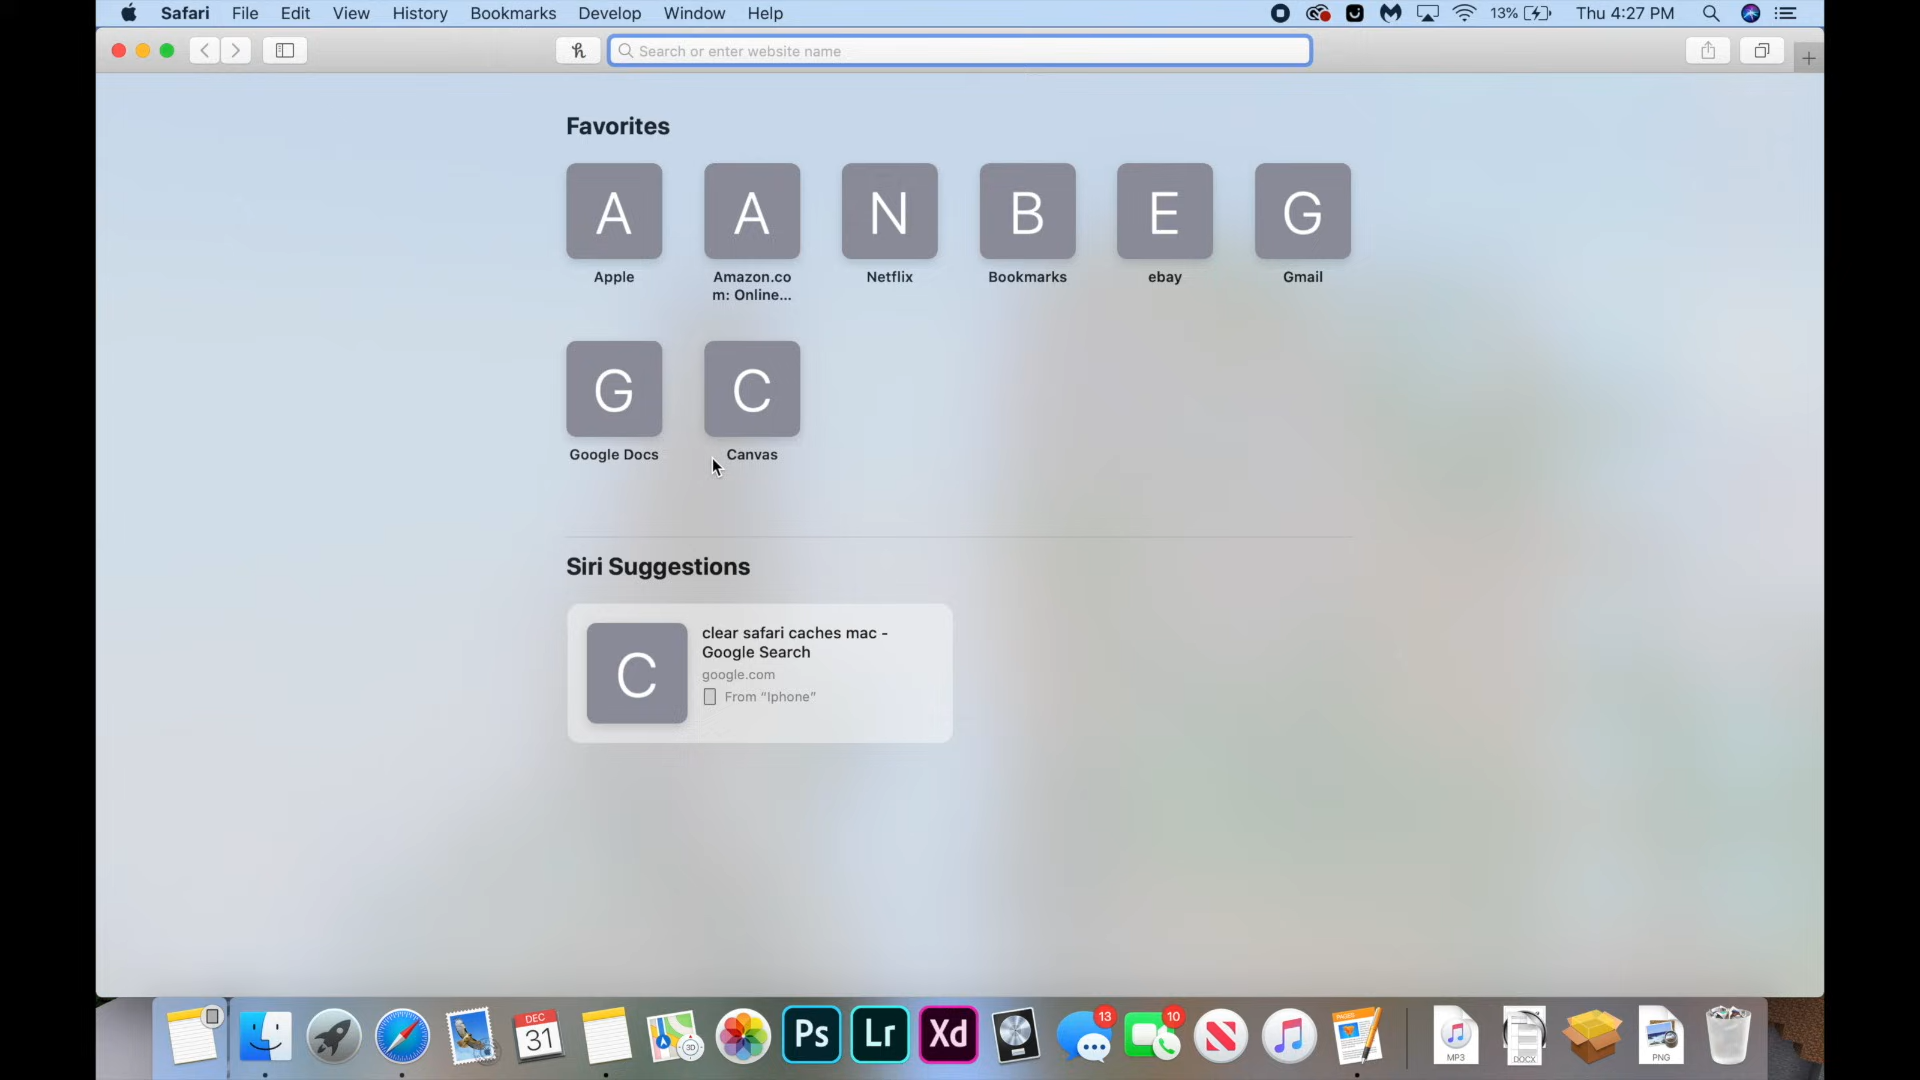 Safari File Edit View History Bookmarks Develop Window Help 13% Thu 4:27 PM
Search or enter website name
Favorites
A A N B E G
Apple Amazon.co Netflix Bookmarks ebay Gmail
m: Online...
G C
Google Docs Canvas
Siri Suggestions
C
clear safari caches mac -
Google Search
google.com
From "Iphone"
DEC
31
3D
Ps Lr Xd
13
10
PAGES
MP3 DOCX PNG